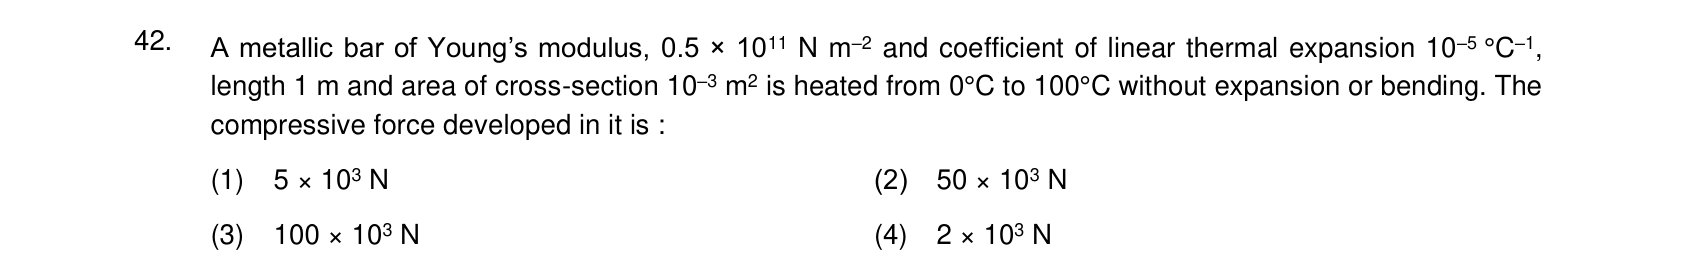 42. A metallic bar of Young's modulus, 0.5 × 10¹¹ N m⁻² and coefficient of linear thermal expansion 10⁻⁵ °C⁻¹,
length 1 m and area of cross-section 10⁻³ m² is heated from 0°C to 100°C without expansion or bending. The
compressive force developed in it is :
(1) 5 × 10³ N (2) 50 × 10³ N
(3) 100 × 10³ N (4) 2 × 10³ N